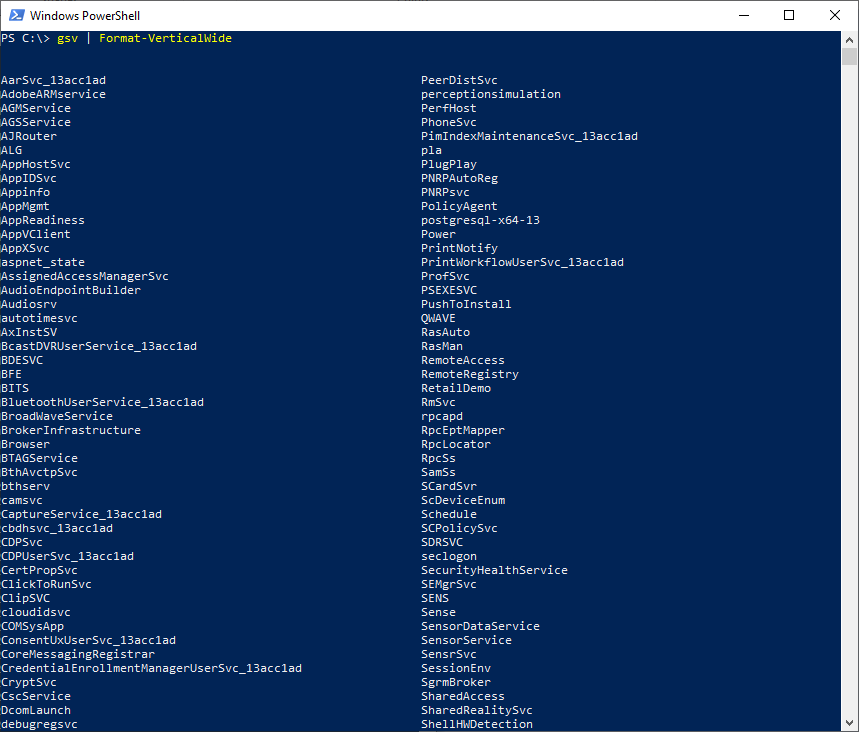 Windows PowerShell
PS C:\> gsv | Format-VerticalWide
AarSvc_13acc1ad PeerDistSvc
AdobeARMservice perceptionsimulation
AGMService PerfHost
AGSService PhoneSvc
AJRouter PimIndexMaintenanceSvc_13acc1ad
ALG pla
AppHostSvc PlugPlay
AppIDSvc PNRPAutoReg
Appinfo PNRPsvc
AppMgmt PolicyAgent
AppReadiness postgresql-x64-13
AppVClient Power
AppXSvc PrintNotify
aspnet_state PrintWorkflowUserSvc_13acc1ad
AssignedAccessManagerSvc ProfSvc
AudioEndpointBuilder PSEXESVC
Audiosrv PushToInstall
autotimesvc QWAVE
AxInstSV RasAuto
BcastDVRUserService_13acc1ad RasMan
BDESVC RemoteAccess
BFE RemoteRegistry
BITS RetailDemo
BluetoothUserService_13acc1ad RmSvc
BroadWaveService rpcapd
BrokerInfrastructure RpcEptMapper
Browser RpcLocator
BTAGService RpcSs
BthAvctpSvc SamSs
bthserv SCardSvr
camsvc ScDeviceEnum
CaptureService_13acc1ad Schedule
cbdhsvc_13acc1ad SCPolicySvc
CDPSvc SDRSVC
CDPUserSvc_13acc1ad seclogon
CertPropSvc SecurityHealthService
ClickToRunSvc SEMgrSvc
ClipSVC SENS
cloudidsvc Sense
COMSysApp SensorDataService
ConsentUxUserSvc_13acc1ad SensorService
CoreMessagingRegistrar SensrSvc
CredentialEnrollmentManagerUserSvc_13acc1ad SessionEnv
CryptSvc SgrmBroker
CscService SharedAccess
DcomLaunch SharedRealitySvc
debugregsvc ShellHWDetection